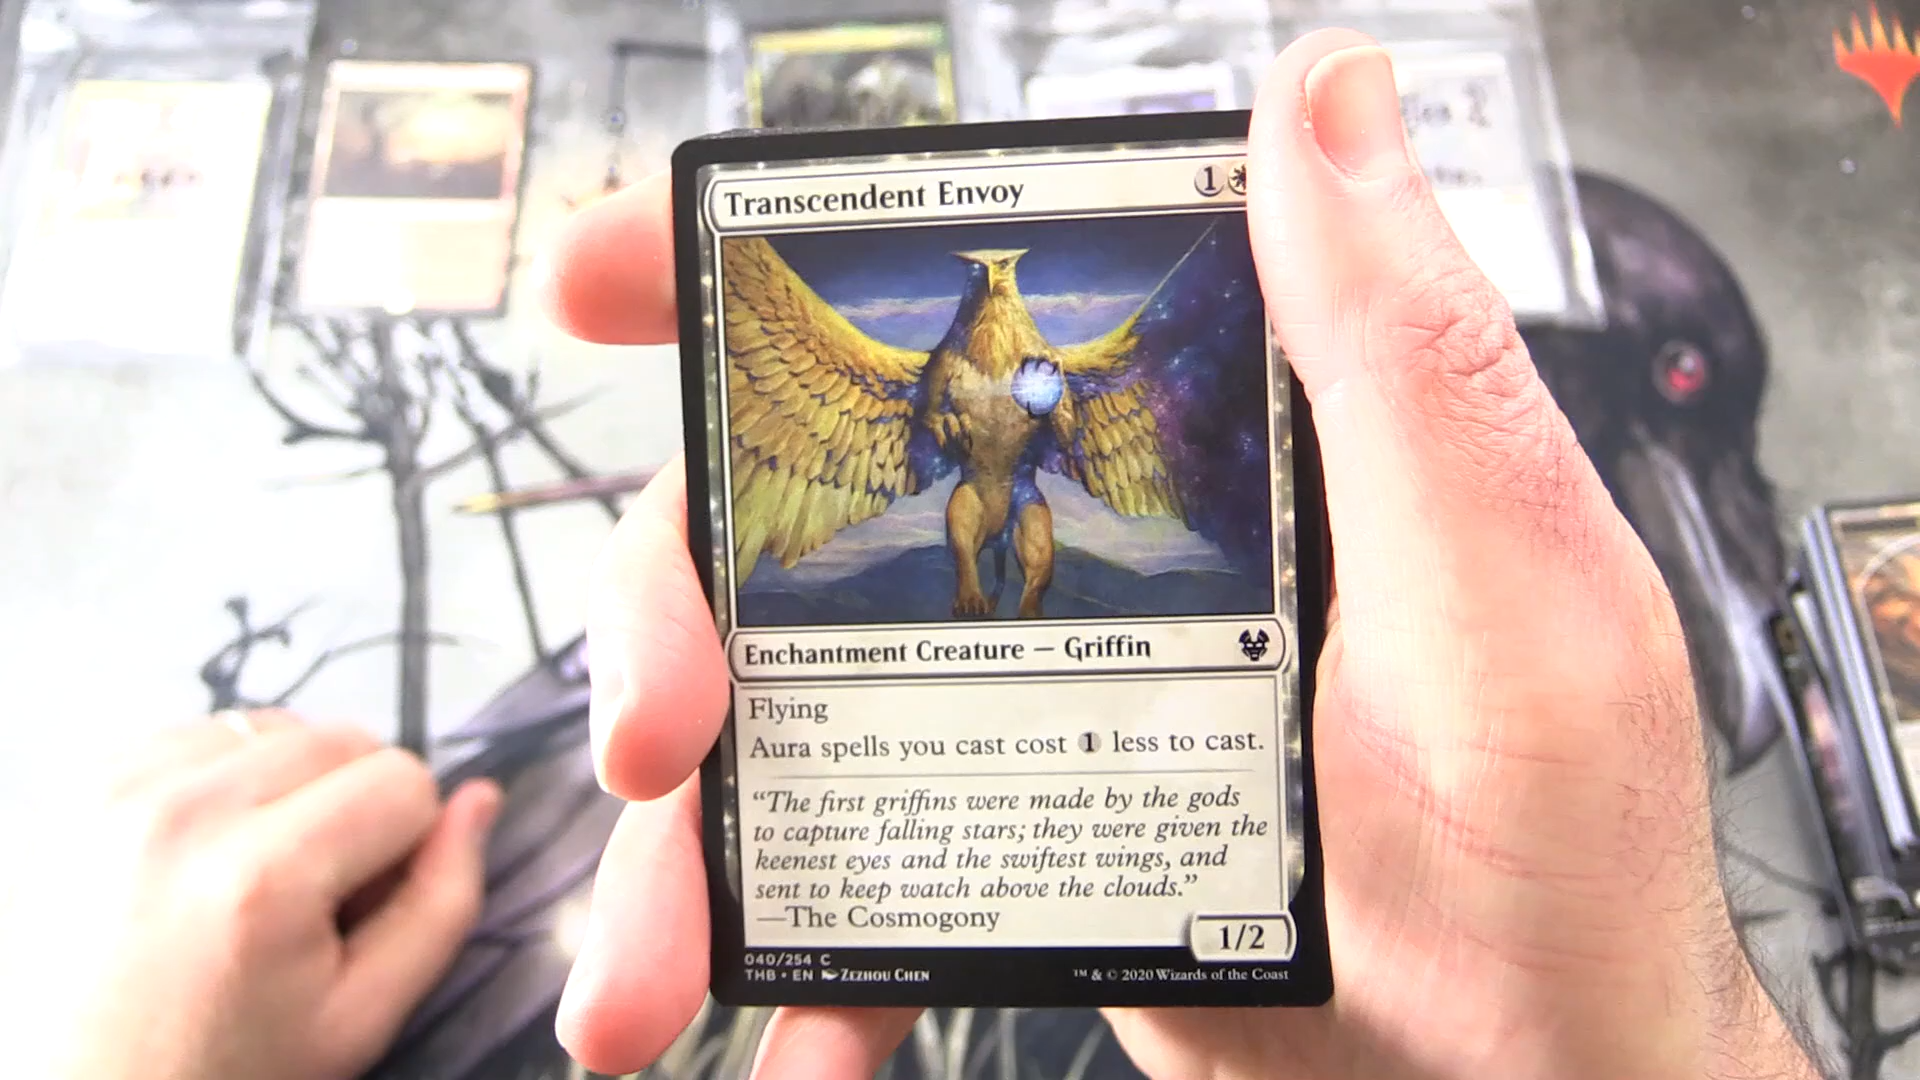 Transcendent Envoy 1
Enchantment Creature — Griffin
Flying
Aura spells you cast cost 1 less to cast.
“The first griffins were made by the gods
to capture falling stars; they were given the
keenest eyes and the swiftest wings, and
sent to keep watch above the clouds.”
—The Cosmogony
1/2
040/254 C
THB • EN Zezhou Chen
™ & © 2020 Wizards of the Coast